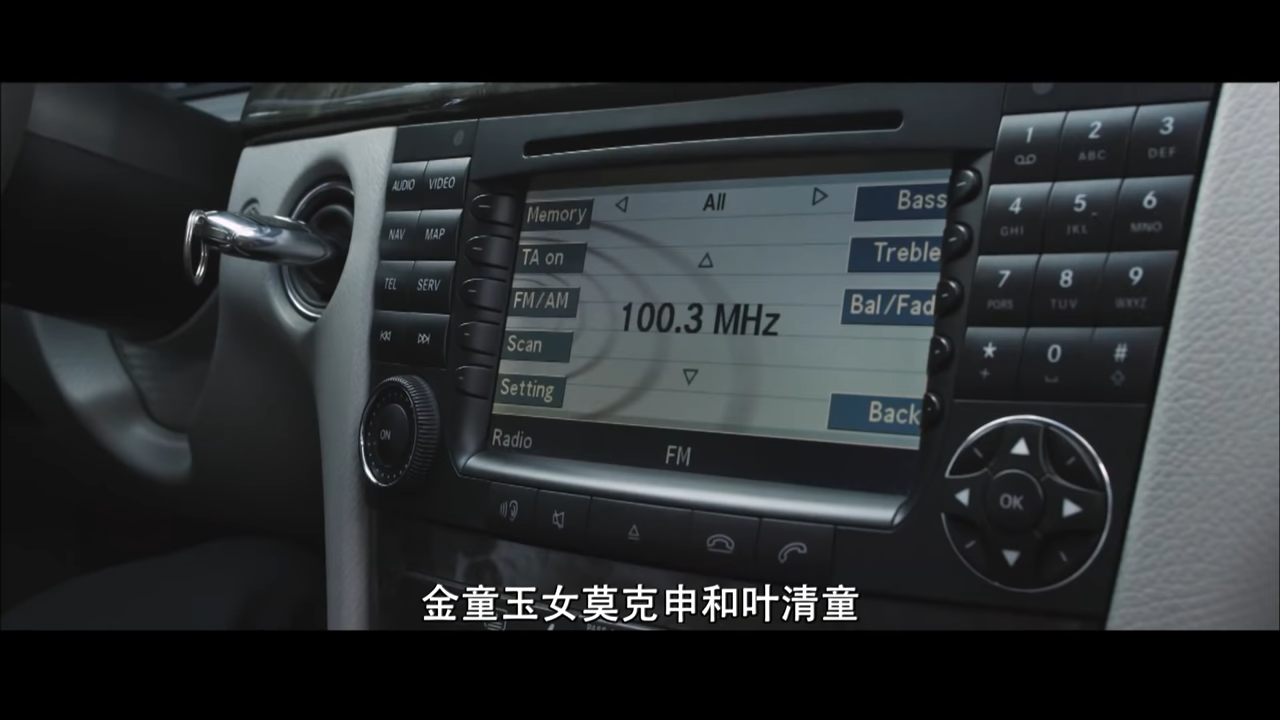 AUDIO VIDEO
NAV MAP
TEL SERV
ON
Memory
TA on
FM/AM
Scan
Setting
All
100.3 MHz
Bass
Treble
Bal/Fad
Back
Radio
FM
1
2 ABC
3 DEF
4 GHI
5 JKL
6 MNO
7 PQRS
8 TUV
9 WXYZ
*
+
0
#
OK
金童玉女莫克申和叶清童